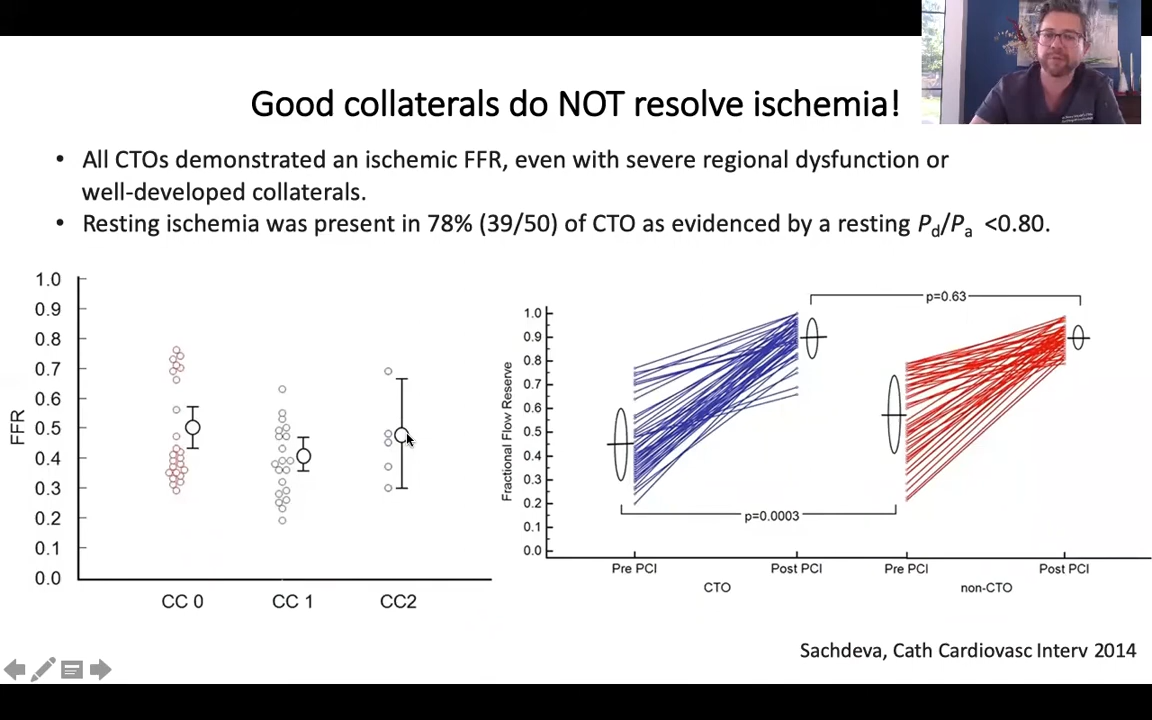 Good collaterals do NOT resolve ischemia!
• All CTOs demonstrated an ischemic FFR, even with severe regional dysfunction or
well-developed collaterals.
• Resting ischemia was present in 78% (39/50) of CTO as evidenced by a resting Pd/Pa <0.80.
FFR
1.0
0.9
0.8
0.7
0.6
0.5
0.4
0.3
0.2
0.1
0.0
CC 0 CC 1 CC2
Fractional Flow Reserve
1.0
0.9
0.8
0.7
0.6
0.5
0.4
0.3
0.2
0.1
0.0
p=0.63
p=0.0003
Pre PCI Post PCI Pre PCI Post PCI
CTO non-CTO
Sachdeva, Cath Cardiovasc Interv 2014